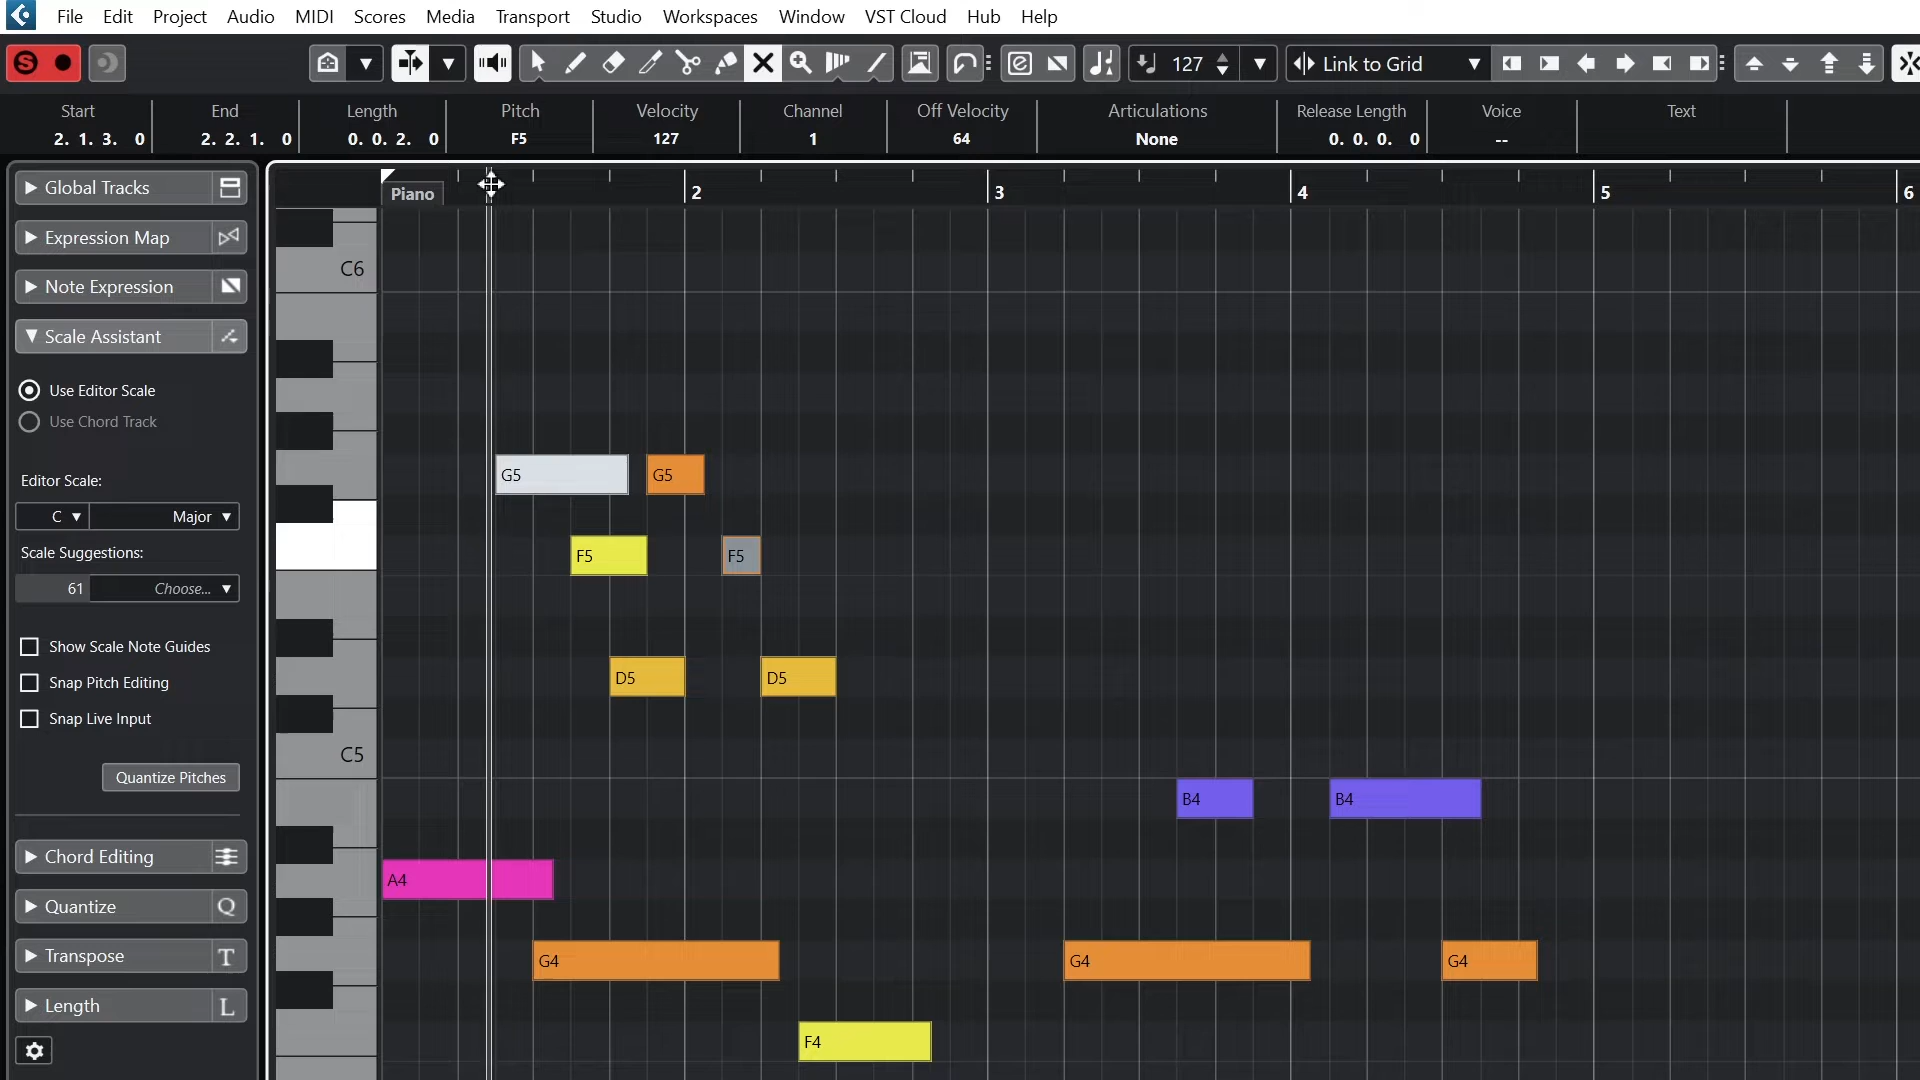 File Edit Project Audio MIDI Scores Media Transport Studio Workspaces Window VST Cloud Hub Help
S 127 Link to Grid
Start End Length Pitch Velocity Channel Off Velocity Articulations Release Length Voice Text
2. 1. 3. 0 2. 2. 1. 0 0. 0. 2. 0 F5 127 1 64 None 0. 0. 0. 0 --
Global Tracks
Expression Map
Note Expression
Scale Assistant
Use Editor Scale
Use Chord Track
Editor Scale:
C Major
Scale Suggestions:
61 Choose...
Show Scale Note Guides
Snap Pitch Editing
Snap Live Input
Quantize Pitches
Chord Editing
Quantize Q
Transpose T
Length L
Piano 2 3 4 5 6
C6
G5 G5
F5 F5
D5 D5
C5
B4 B4
A4
G4 G4 G4
F4